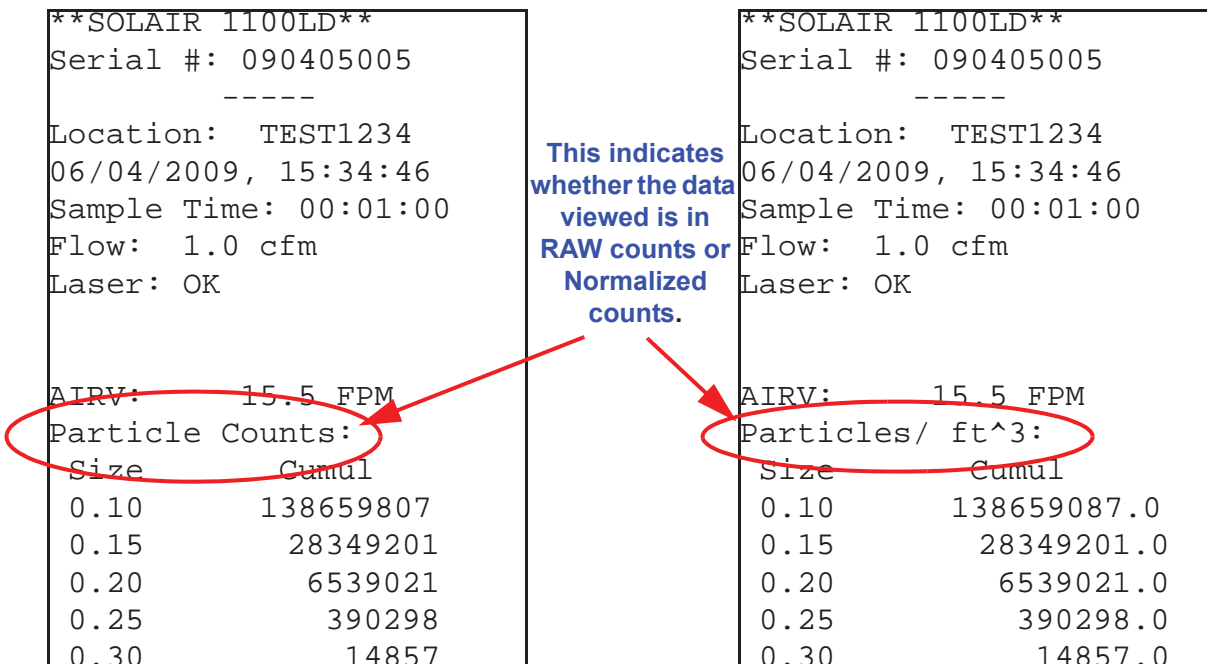 **SOLAIR 1100LD**
Serial #: 090405005
-----
Location:  TEST1234
06/04/2009, 15:34:46
Sample Time: 00:01:00
Flow:  1.0 cfm
Laser: OK
AIRV:     15.5 FPM
Particle Counts:
Size       Cumul
0.10      138659807
0.15       28349201
0.20        6539021
0.25         390298
0.30          14857
This indicates
whether the data
viewed is in
RAW counts or
Normalized
counts.
**SOLAIR 1100LD**
Serial #: 090405005
-----
Location:  TEST1234
06/04/2009, 15:34:46
Sample Time: 00:01:00
Flow:  1.0 cfm
Laser: OK
AIRV:     15.5 FPM
Particles/ ft^3:
Size       Cumul
0.10      138659087.0
0.15       28349201.0
0.20        6539021.0
0.25         390298.0
0.30          14857.0